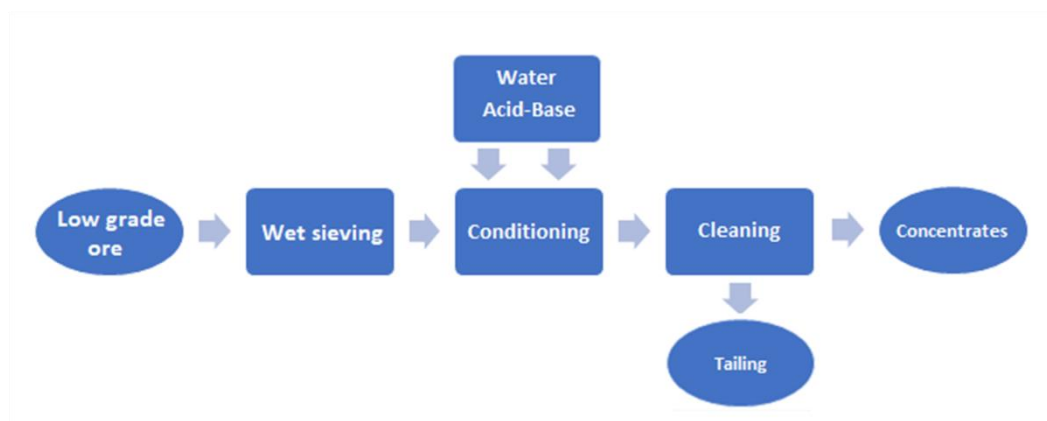 Water
Acid-Base
Low grade
ore
Wet sieving
Conditioning
Cleaning
Concentrates
Tailing